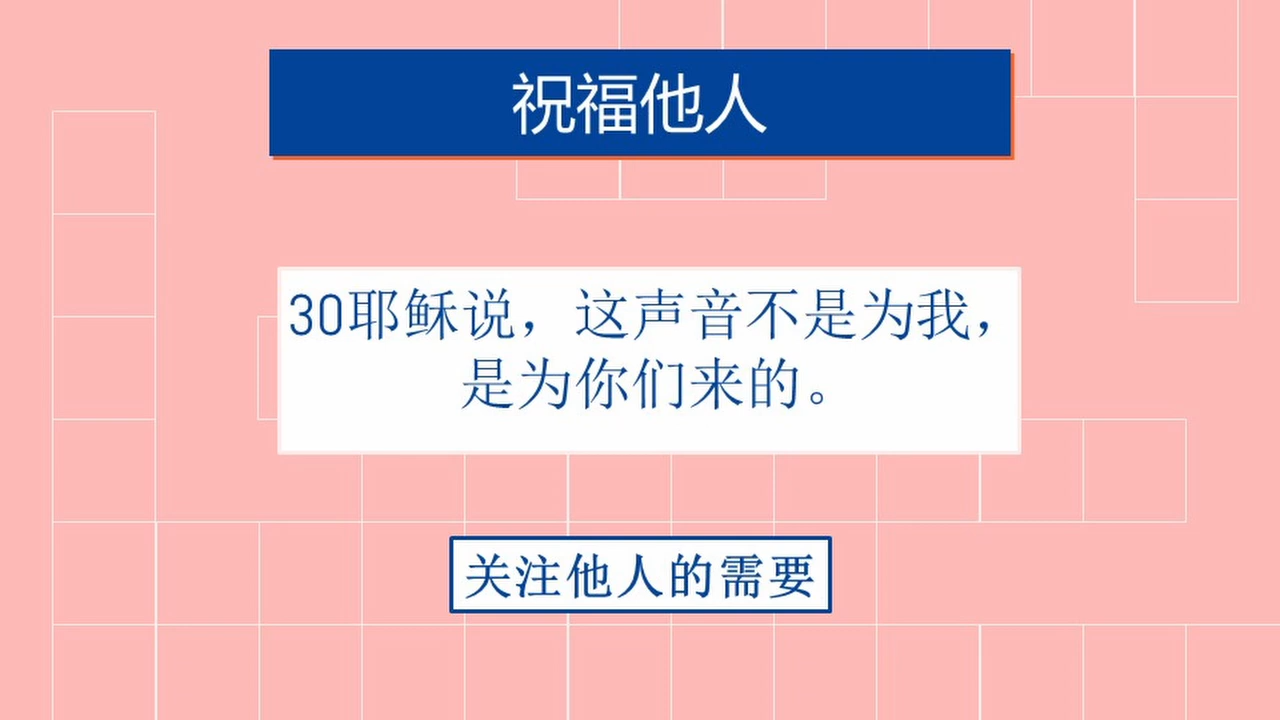 祝福他人
30耶稣说，这声音不是为我，
是为你们来的。
关注他人的需要